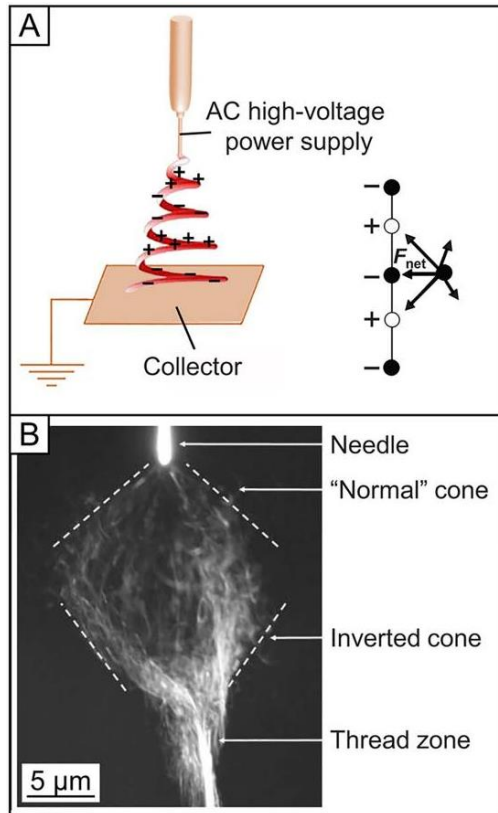 A
AC high-voltage
power supply
+ +
+
− −
+
− −
−
+ + + +
+
− −
−
Collector
−
+
− F net
+
−
B
Needle
“Normal” cone
Inverted cone
Thread zone
5 µm